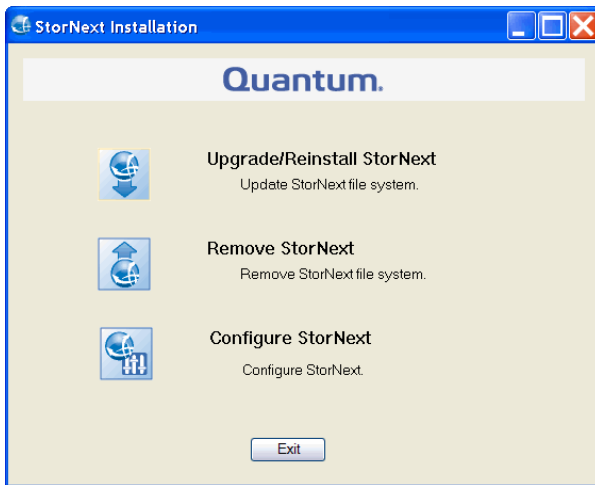 StorNext Installation
Quantum.
Upgrade/Reinstall StorNext
Update StorNext file system.
Remove StorNext
Remove StorNext file system.
Configure StorNext
Configure StorNext.
Exit